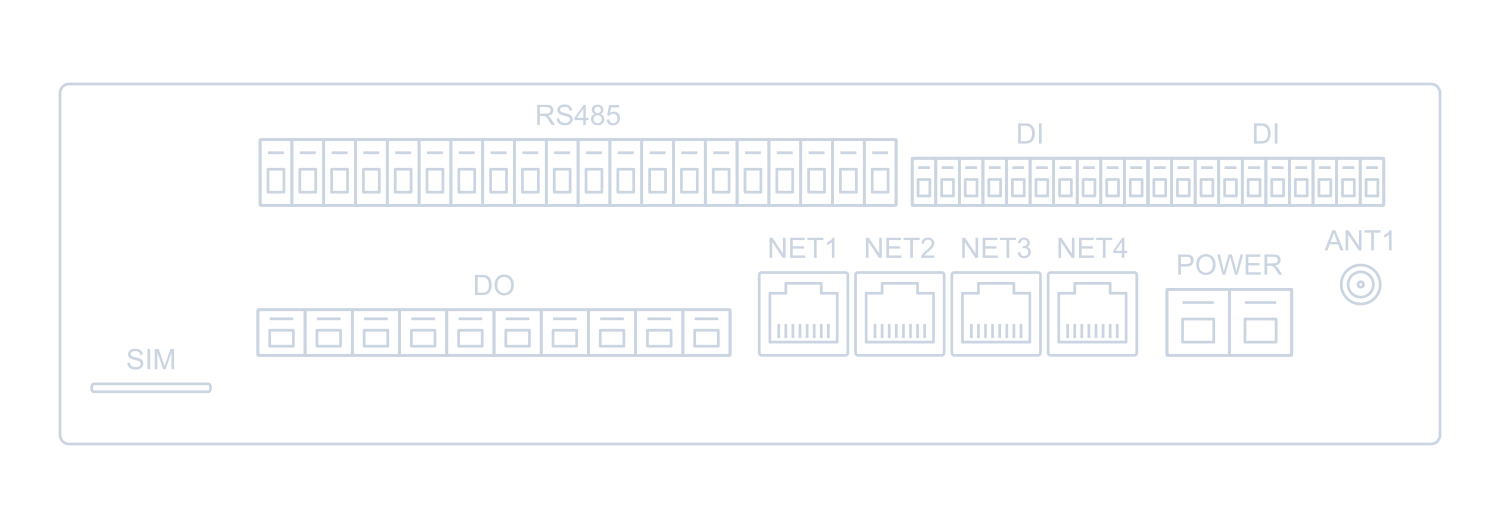 RS485
DI DI
NET1 NET2 NET3 NET4
POWER
ANT1
DO
SIM